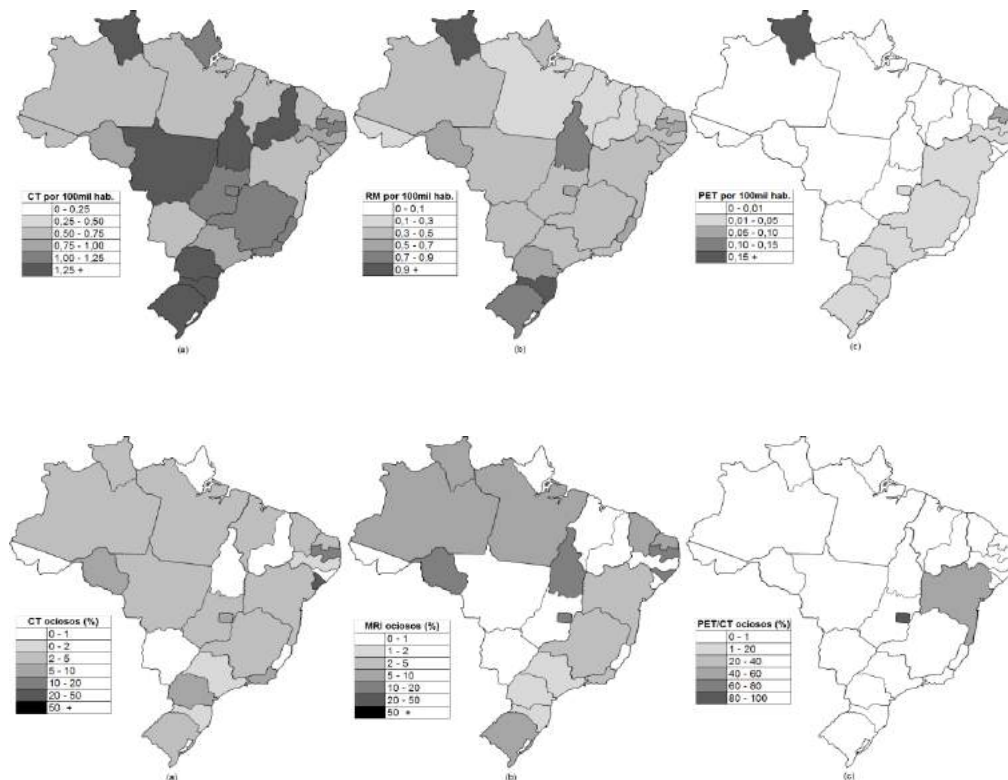 CT por 100mil hab.
0 - 0,25
0,25 - 0,50
0,50 - 0,75
0,75 - 1,00
1,00 - 1,25
1,25 +
(a)
RM por 100mil hab.
0 - 0,1
0,1 - 0,3
0,3 - 0,5
0,5 - 0,7
0,7 - 0,9
0,9 +
(b)
PET por 100mil hab.
0 - 0,01
0,01 - 0,05
0,05 - 0,10
0,10 - 0,15
0,15 +
(c)
CT ociosos (%)
0 - 1
0 - 2
2 - 5
5 - 10
10 - 20
20 - 50
50 +
(a)
MRI ociosos (%)
0 - 1
1 - 2
2 - 5
5 - 10
10 - 20
20 - 50
50 +
(b)
PET/CT ociosos (%)
0 - 1
1 - 20
20 - 40
40 - 60
60 - 80
80 - 100
(c)